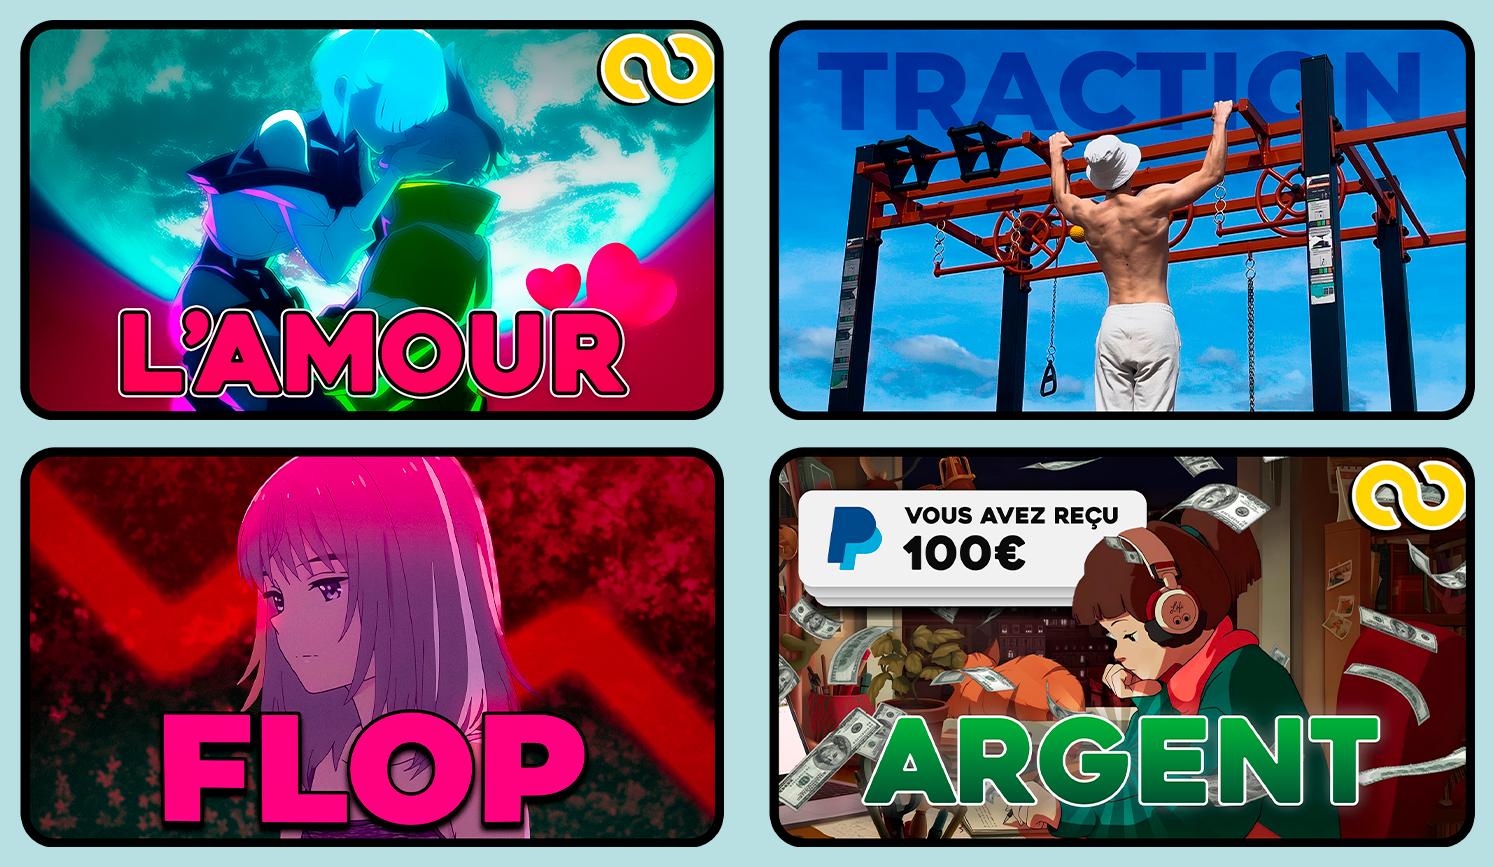 L'AMOUR
TRACTION
FLOP
VOUS AVEZ REÇU
100€
ARGENT